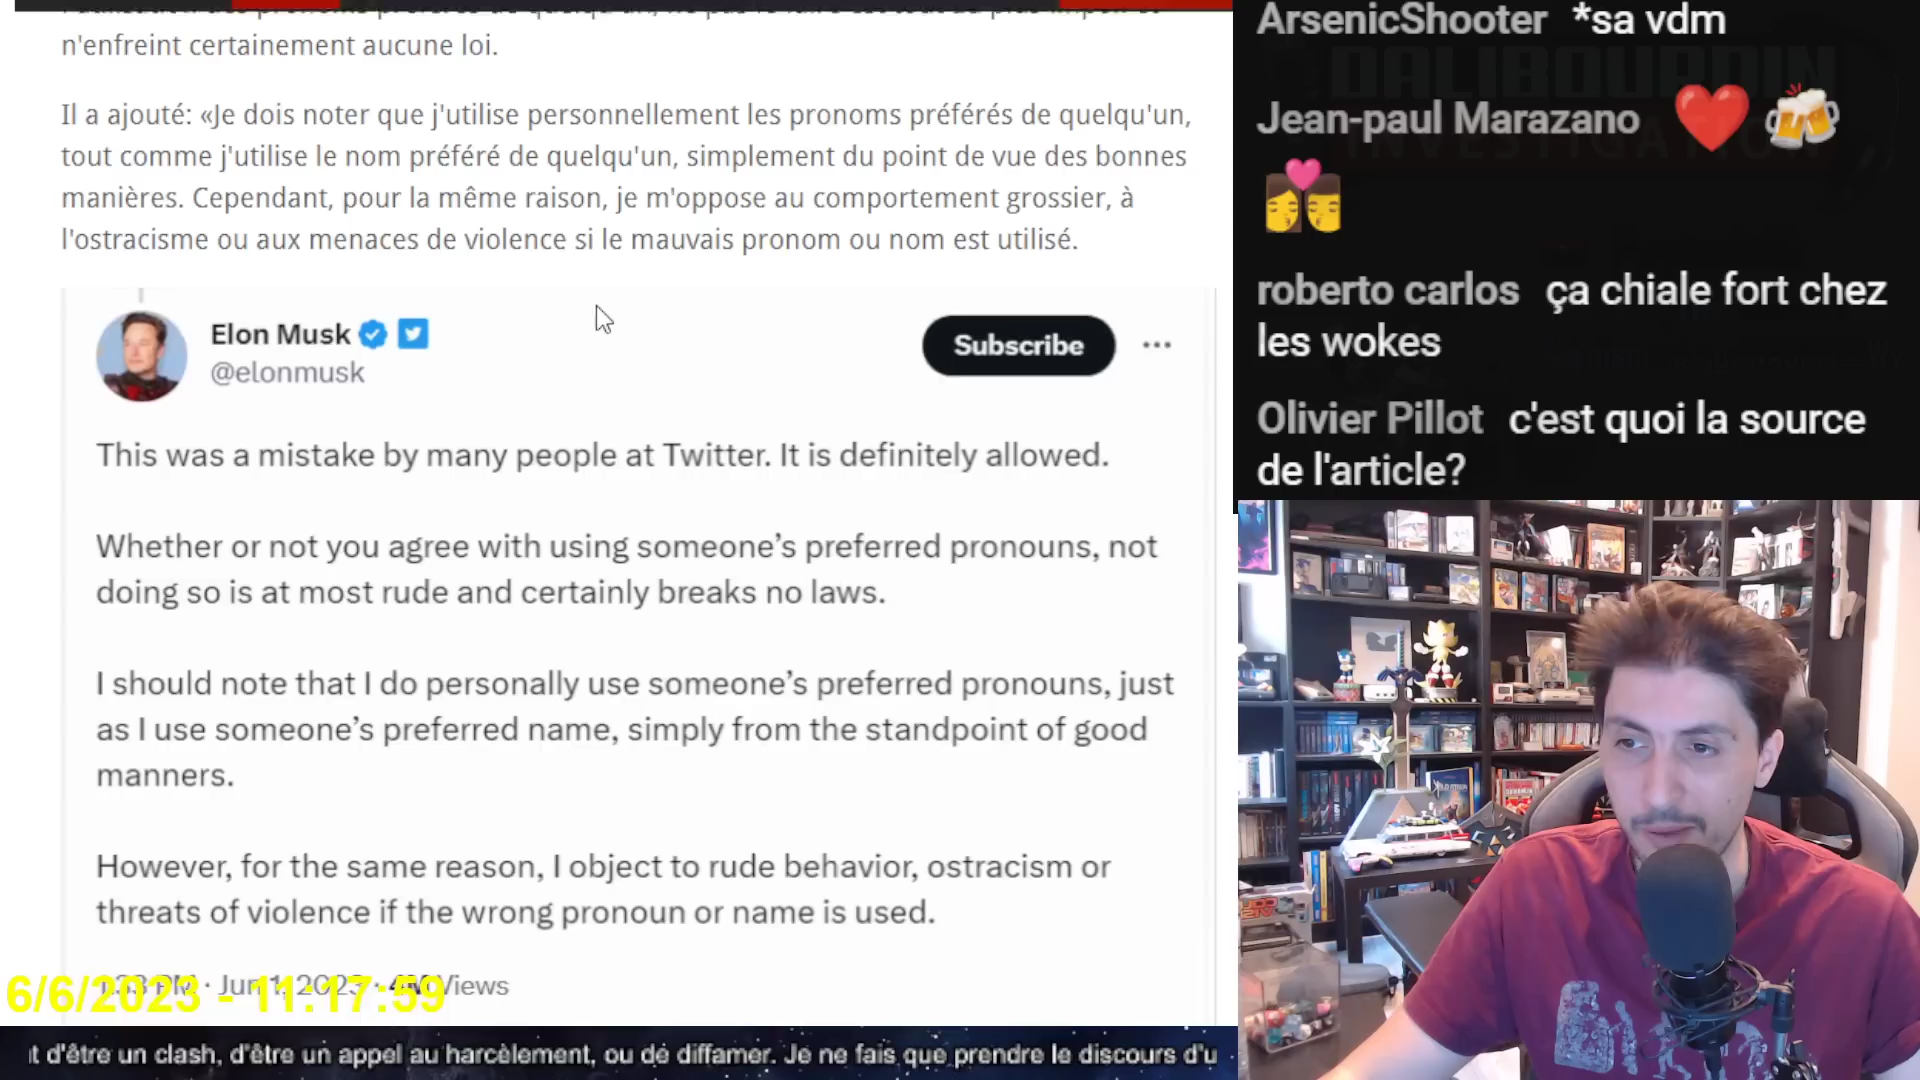 n'enfreint certainement aucune loi.
Il a ajouté: «Je dois noter que j'utilise personnellement les pronoms préférés de quelqu'un,
tout comme j'utilise le nom préféré de quelqu'un, simplement du point de vue des bonnes
manières. Cependant, pour la même raison, je m'oppose au comportement grossier, à
l'ostracisme ou aux menaces de violence si le mauvais pronom ou nom est utilisé.
Elon Musk
@elonmusk
Subscribe
This was a mistake by many people at Twitter. It is definitely allowed.
Whether or not you agree with using someone's preferred pronouns, not
doing so is at most rude and certainly breaks no laws.
I should note that I do personally use someone's preferred pronouns, just
as I use someone's preferred name, simply from the standpoint of good
manners.
However, for the same reason, I object to rude behavior, ostracism or
threats of violence if the wrong pronoun or name is used.
PM · Jun 1, 2023 · Views
6/6/2023 - 11:17:59
t d'être un clash, d'être un appel au harcèlement, ou de diffamer. Je ne fais que prendre le discours d'u
ArsenicShooter *sa vdm
DALIBOURDIN
INVESTIGATION
Jean-paul Marazano
roberto carlos ça chiale fort chez
les wokes
Olivier Pillot c'est quoi la source
de l'article?